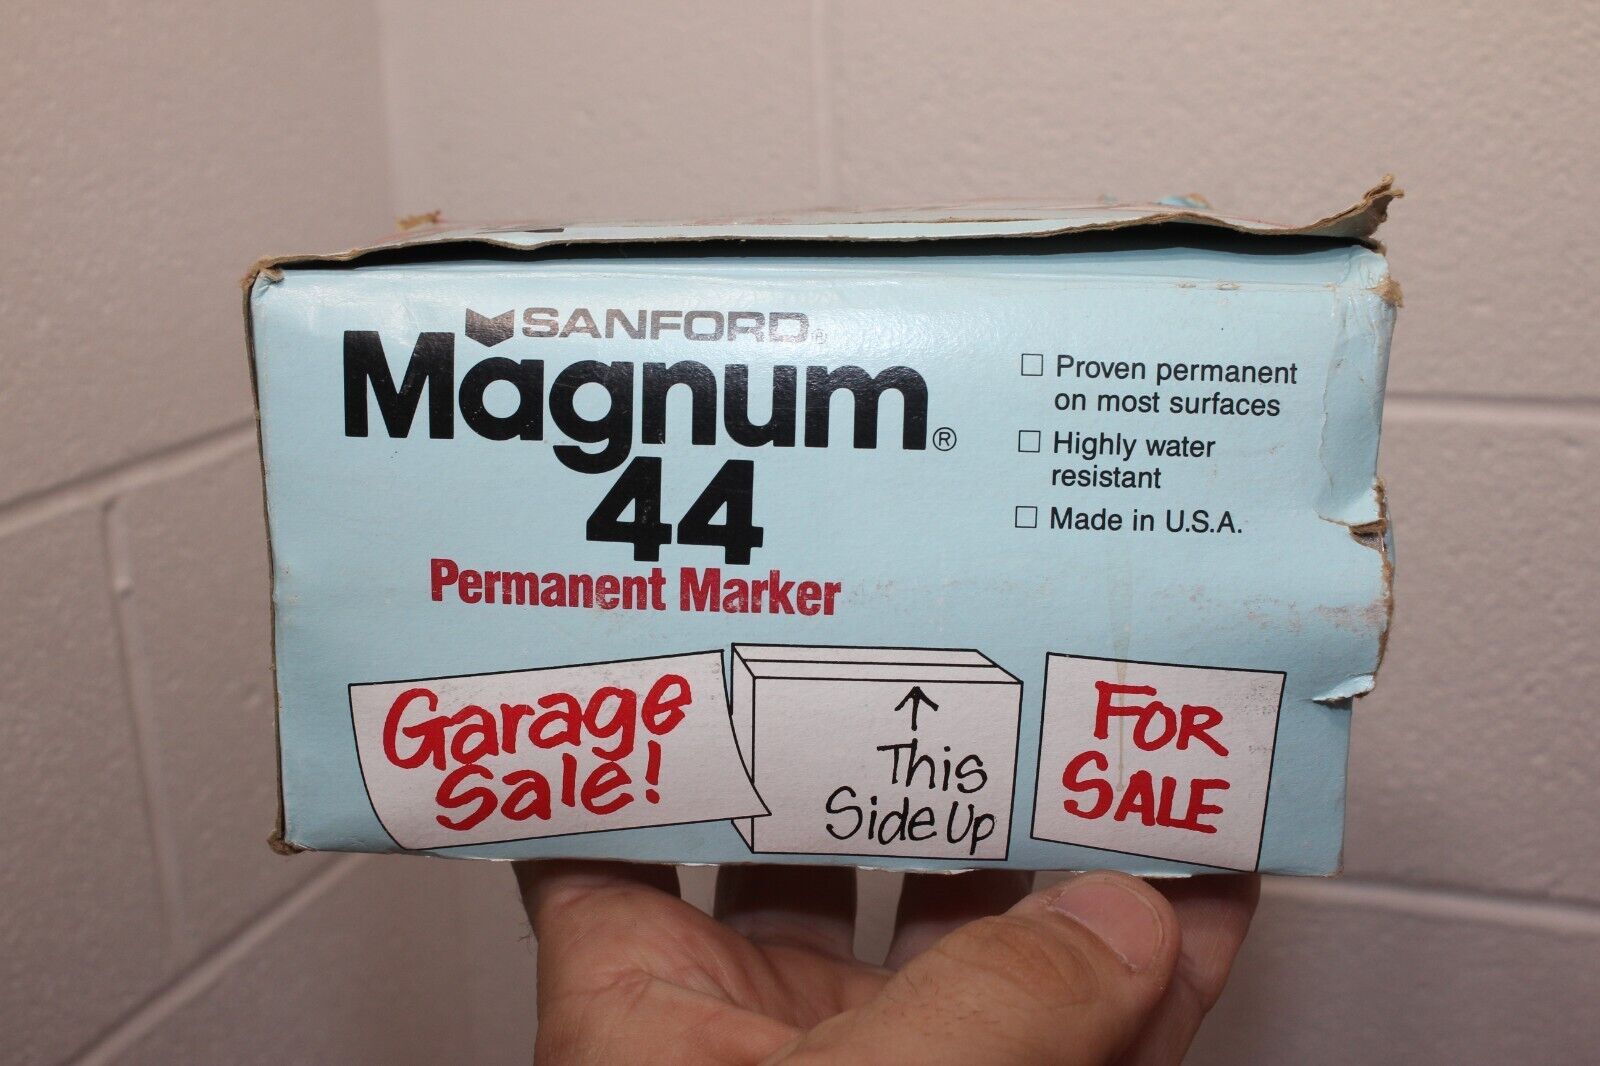 SANFORD®
Magnum®
44
Permanent Marker
☐ Proven permanent
on most surfaces
☐ Highly water
resistant
☐ Made in U.S.A.
Garage
Sale!
↑
This
Side Up
FOR
SALE